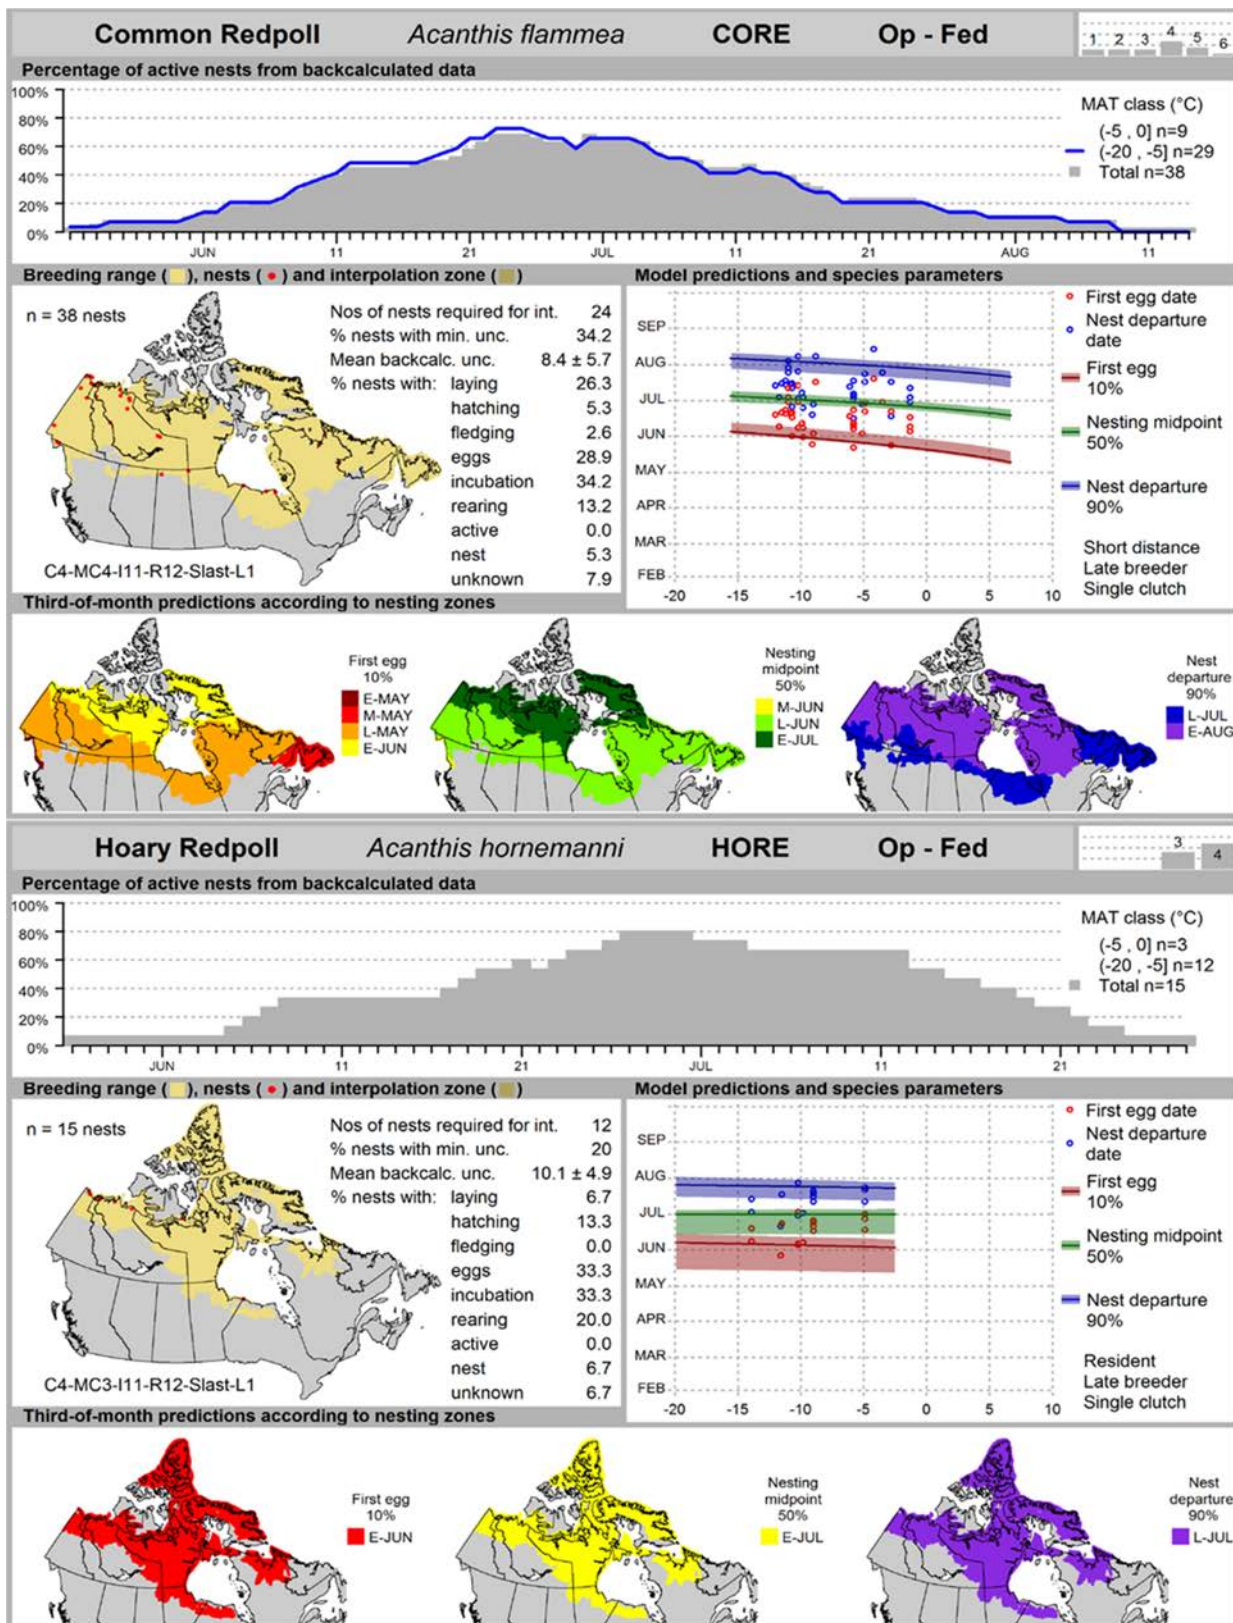 Common Redpoll Acanthis flammea CORE Op - Fed
1 2 3 4 5 6
Percentage of active nests from backcalculated data
100%
80%
60%
40%
20%
0%
JUN 11 21 JUL 11 21 AUG 11
MAT class (°C)
(-5 , 0] n=9
(-20 , -5] n=29
Total n=38
Breeding range ( ), nests ( ) and interpolation zone ( )
n = 38 nests
Nos of nests required for int. 24
% nests with min. unc. 34.2
Mean backcalc. unc. 8.4 ± 5.7
% nests with: laying 26.3
hatching 5.3
fledging 2.6
eggs 28.9
incubation 34.2
rearing 13.2
active 0.0
nest 5.3
unknown 7.9
C4-MC4-I11-R12-Slast-L1
Model predictions and species parameters
SEP
AUG
JUL
JUN
MAY
APR
MAR
FEB
-20 -15 -10 -5 0 5 10
First egg date
Nest departure
date
First egg
10%
Nesting midpoint
50%
Nest departure
90%
Short distance
Late breeder
Single clutch
Third-of-month predictions according to nesting zones
First egg
10%
E-MAY
M-MAY
L-MAY
E-JUN
Nesting
midpoint
50%
M-JUN
L-JUN
E-JUL
Nest
departure
90%
L-JUL
E-AUG
Hoary Redpoll Acanthis hornemanni HORE Op - Fed
3 4
Percentage of active nests from backcalculated data
100%
80%
60%
40%
20%
0%
JUN 11 21 JUL 11 21
MAT class (°C)
(-5 , 0] n=3
(-20 , -5] n=12
Total n=15
Breeding range ( ), nests ( ) and interpolation zone ( )
n = 15 nests
Nos of nests required for int. 12
% nests with min. unc. 20
Mean backcalc. unc. 10.1 ± 4.9
% nests with: laying 6.7
hatching 13.3
fledging 0.0
eggs 33.3
incubation 33.3
rearing 20.0
active 0.0
nest 6.7
unknown 6.7
C4-MC3-I11-R12-Slast-L1
Model predictions and species parameters
SEP
AUG
JUL
JUN
MAY
APR
MAR
FEB
-20 -15 -10 -5 0 5 10
First egg date
Nest departure
date
First egg
10%
Nesting midpoint
50%
Nest departure
90%
Resident
Late breeder
Single clutch
Third-of-month predictions according to nesting zones
First egg
10%
E-JUN
Nesting
midpoint
50%
E-JUL
Nest
departure
90%
L-JUL